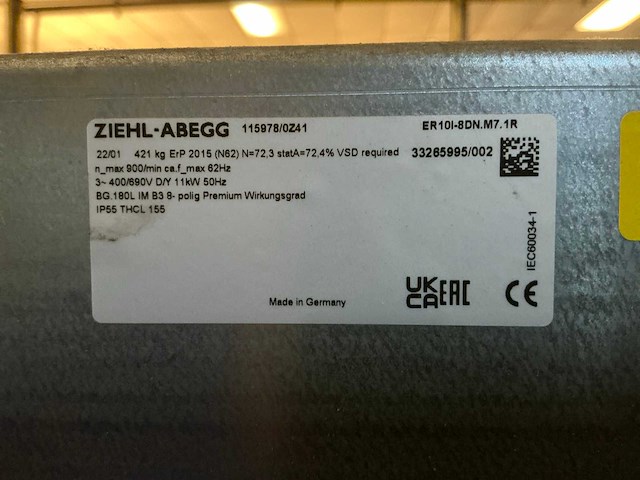 ZIEHL-ABEGG 115978/0Z41 ER10I-8DN.M7.1R
22/01 421 kg ErP 2015 (N62) N=72,3 statA=72,4% VSD required 33265995/002
n_max 900/min ca.f_max 62Hz
3~ 400/690V D/Y 11kW 50Hz
BG.180L IM B3 8- polig Premium Wirkungsgrad
IP55 THCL 155
IEC60034-1
Made in Germany
UK CA EAC CE